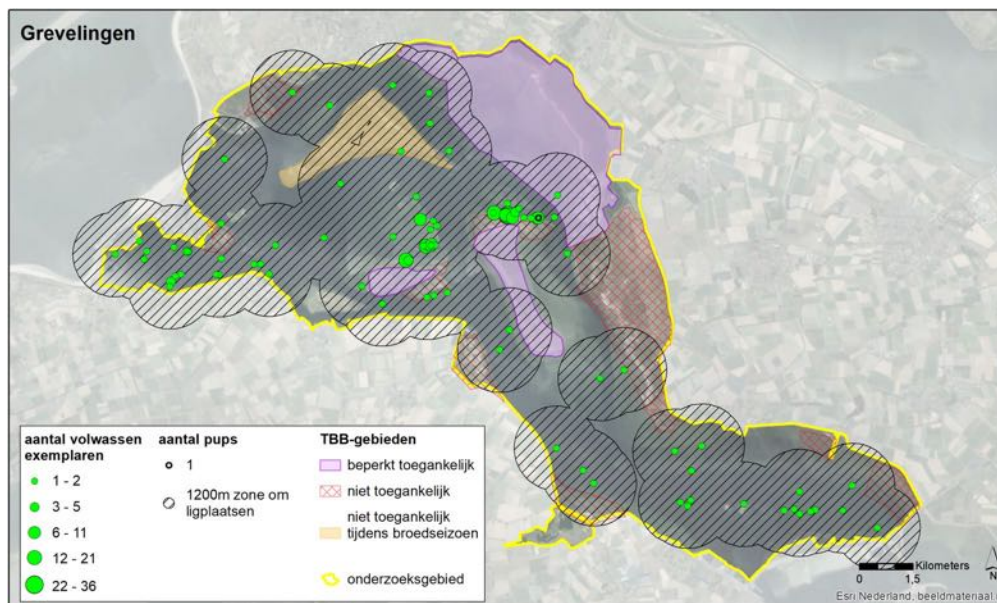 Grevelingen
aantal volwassen
exemplaren
1 - 2
3 - 5
6 - 11
12 - 21
22 - 36
aantal pups
1
1200m zone om
ligplaatsen
TBB-gebieden
beperkt toegankelijk
niet toegankelijk
niet toegankelijk
tijdens broedseizoen
onderzoeksgebied
Kilometers
0 1,5
N
Esri Nederland, beeldmateriaal.